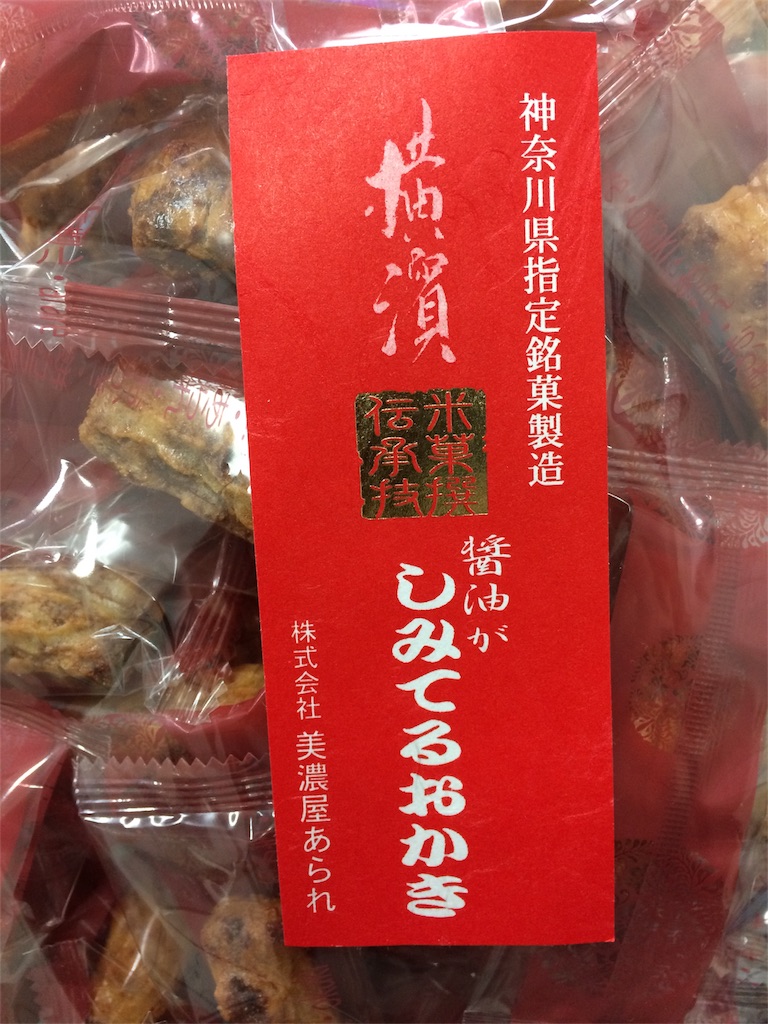 神奈川県指定銘菓製造
横濱
米菓撰
伝承技
醤油が
しみてるおかき
株式会社 美濃屋あられ